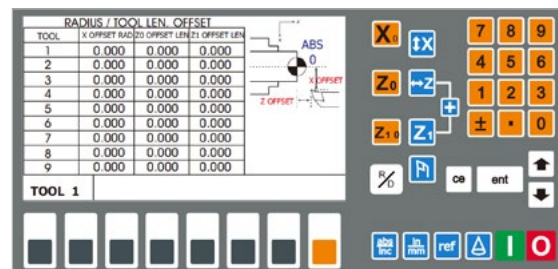 RADIUS / TOOL LEN. OFFSET
TOOL X OFFSET RAD Z0 OFFSET LEN Z1 OFFSET LEN
1 0.000 0.000 0.000
2 0.000 0.000 0.000
3 0.000 0.000 0.000
4 0.000 0.000 0.000
5 0.000 0.000 0.000
6 0.000 0.000 0.000
7 0.000 0.000 0.000
8 0.000 0.000 0.000
9 0.000 0.000 0.000
TOOL 1
ABS
0
X OFFSET
Z OFFSET
X0 X 7 8 9
Z0 Z 4 5 6
1 2 3
+
Z10 Z1 ± . 0
R/D
ce ent
abs/inc in/mm ref I O